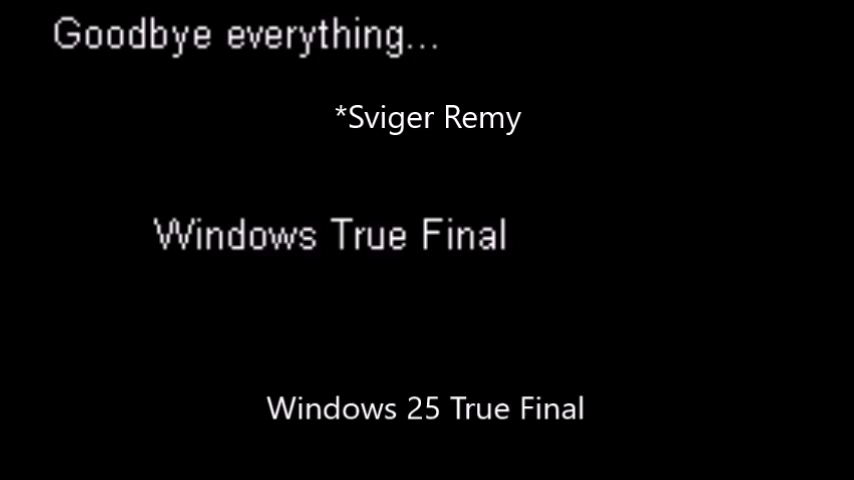 Goodbye everything...
*Sviger Remy
Windows True Final
Windows 25 True Final